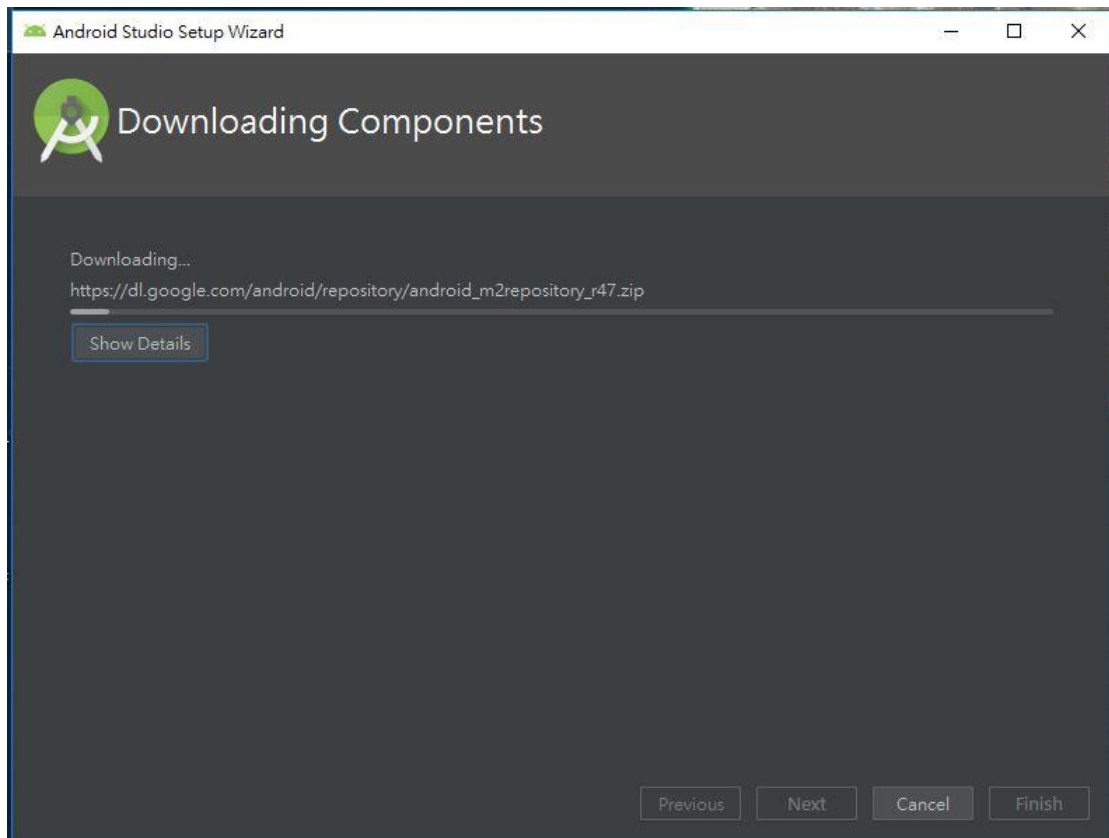 Android Studio Setup Wizard
Downloading Components
Downloading...
https://dl.google.com/android/repository/android_m2repository_r47.zip
Show Details
Previous Next Cancel Finish